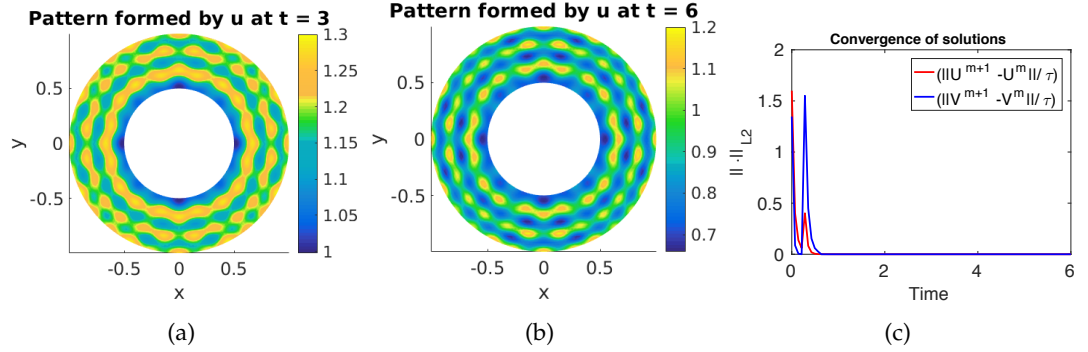 Pattern formed by u at t = 3
y
0.5
0
-0.5
-0.5
0
0.5
x
1.3
1.25
1.2
1.15
1.1
1.05
1
(a)
Pattern formed by u at t = 6
y
0.5
0
-0.5
-0.5
0
0.5
x
1.2
1.1
1
0.9
0.8
0.7
(b)
Convergence of solutions
|| ·||L2
2
1.5
1
0.5
0
0
2
4
6
Time
(||U m+1 -U m ||/ τ)
(||V m+1 -V m ||/ τ)
(c)